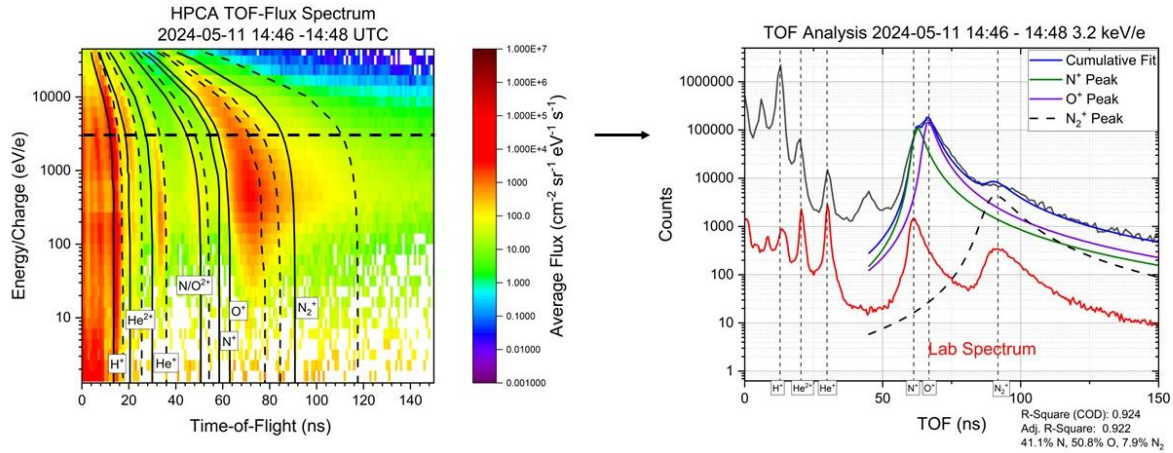 HPCA TOF-Flux Spectrum
2024-05-11 14:46 -14:48 UTC
Energy/Charge (eV/e)
10000
1000
100
10
H⁺
He²⁺
He⁺
N/O²⁺
N⁺
O⁺
N₂⁺
0 20 40 60 80 100 120 140
Time-of-Flight (ns)
1.000E+7
1.000E+6
1.000E+5
1.000E+4
1000
100.0
10.00
1.000
0.1000
0.01000
0.001000
Average Flux (cm⁻² sr⁻¹ eV⁻¹ s⁻¹)
TOF Analysis 2024-05-11 14:46 - 14:48 3.2 keV/e
Cumulative Fit
N⁺ Peak
O⁺ Peak
N₂⁺ Peak
Counts
1000000
100000
10000
1000
100
10
1
Lab Spectrum
H⁺ He²⁺ He⁺ N⁺ O⁺ N₂⁺
0 50 100 150
TOF (ns)
R-Square (COD): 0.924
Adj. R-Square: 0.922
41.1% N, 50.8% O, 7.9% N₂